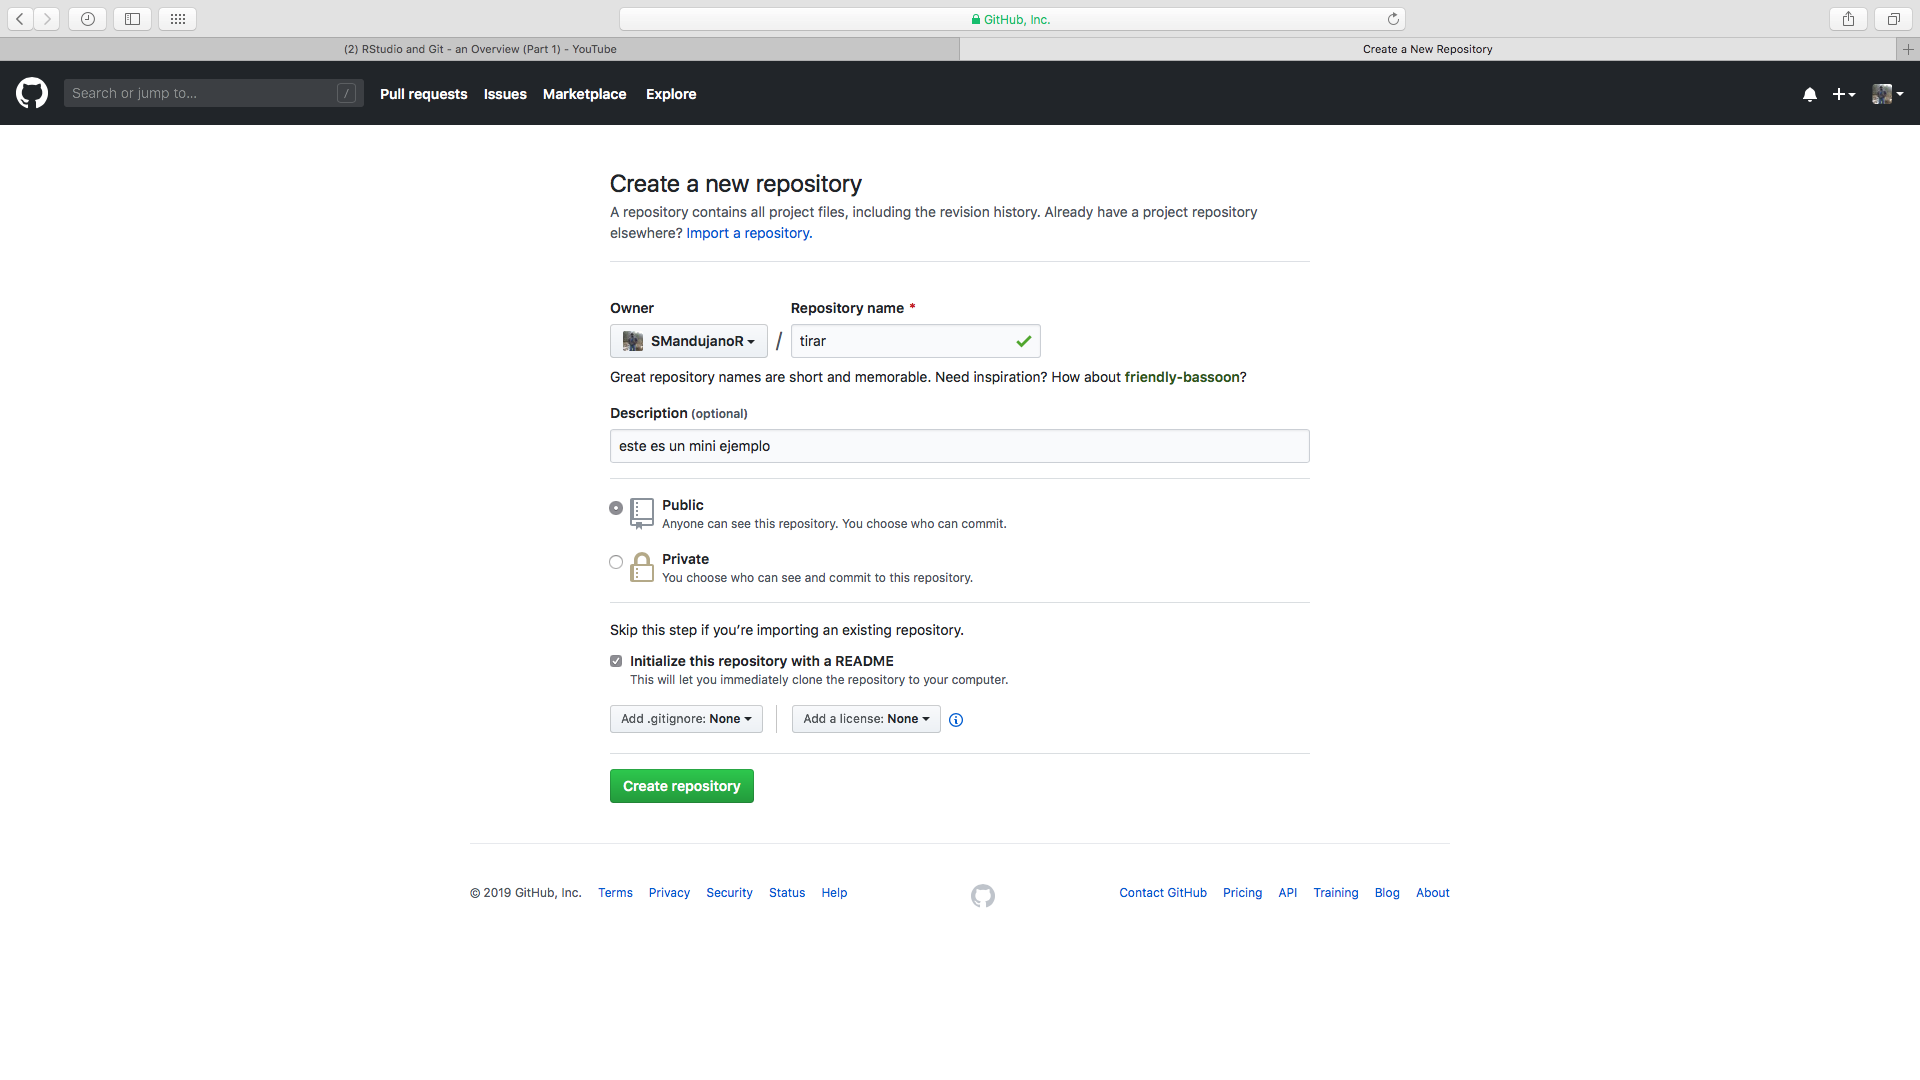 GitHub, Inc.
(2) RStudio and Git - an Overview (Part 1) - YouTube
Create a New Repository
Search or jump to...
/
Pull requests Issues Marketplace Explore
Create a new repository
A repository contains all project files, including the revision history. Already have a project repository
elsewhere? Import a repository.
Owner Repository name *
SMandujanoR / tirar
Great repository names are short and memorable. Need inspiration? How about friendly-bassoon?
Description (optional)
este es un mini ejemplo
Public
Anyone can see this repository. You choose who can commit.
Private
You choose who can see and commit to this repository.
Skip this step if you’re importing an existing repository.
Initialize this repository with a README
This will let you immediately clone the repository to your computer.
Add .gitignore: None Add a license: None
Create repository
© 2019 GitHub, Inc. Terms Privacy Security Status Help Contact GitHub Pricing API Training Blog About